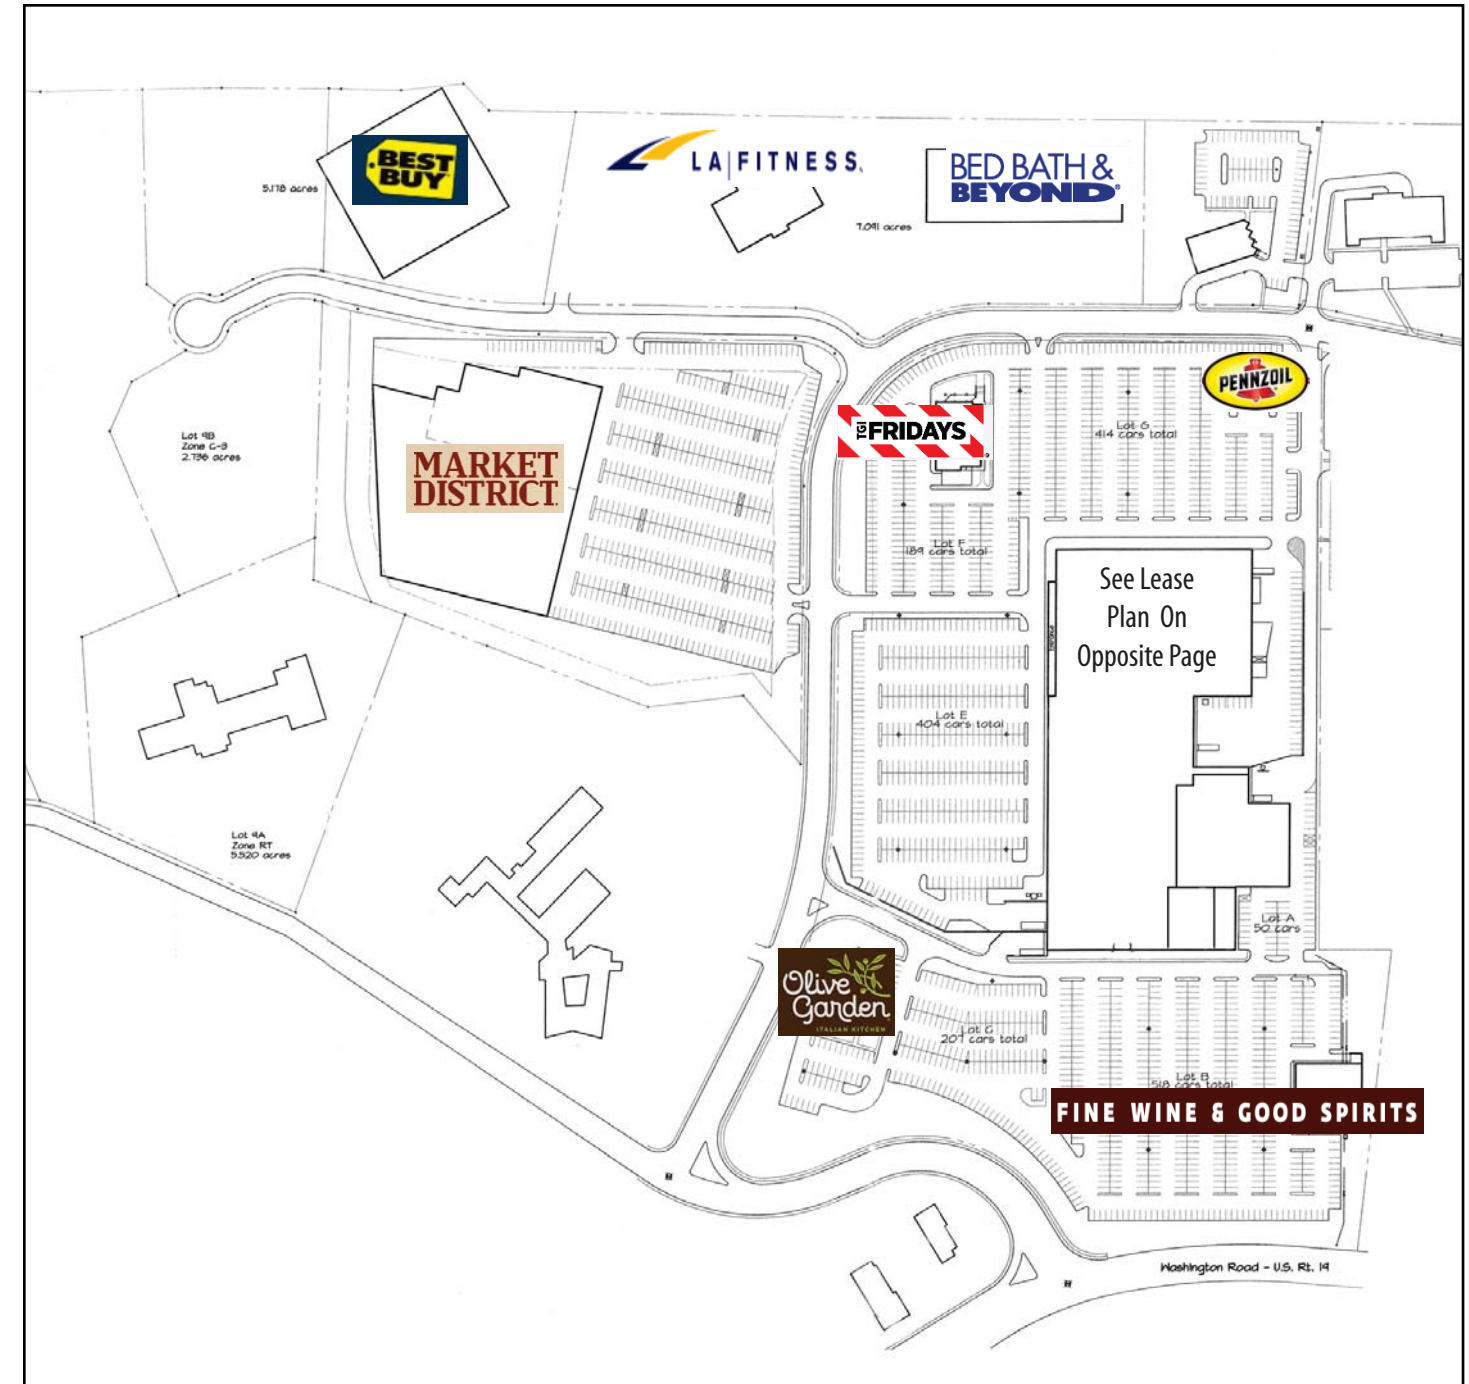 BEST
BUY
5.178 acres
LA|FITNESS.
BED BATH &
BEYOND
7.091 acres
PENNZOIL
TGI FRIDAYS
Lot G
414 cars total
Lot 9B
Zone C-3
2.736 acres
MARKET
DISTRICT
Lot F
189 cars total
See Lease
Plan On
Opposite Page
Lot E
404 cars total
Lot 9A
Zone RT
5.520 acres
Lot A
50 cars
Olive
Garden
ITALIAN KITCHEN
Lot C
207 cars total
Lot B
518 cars total
FINE WINE & GOOD SPIRITS
Washington Road - U.S. Rt. 19